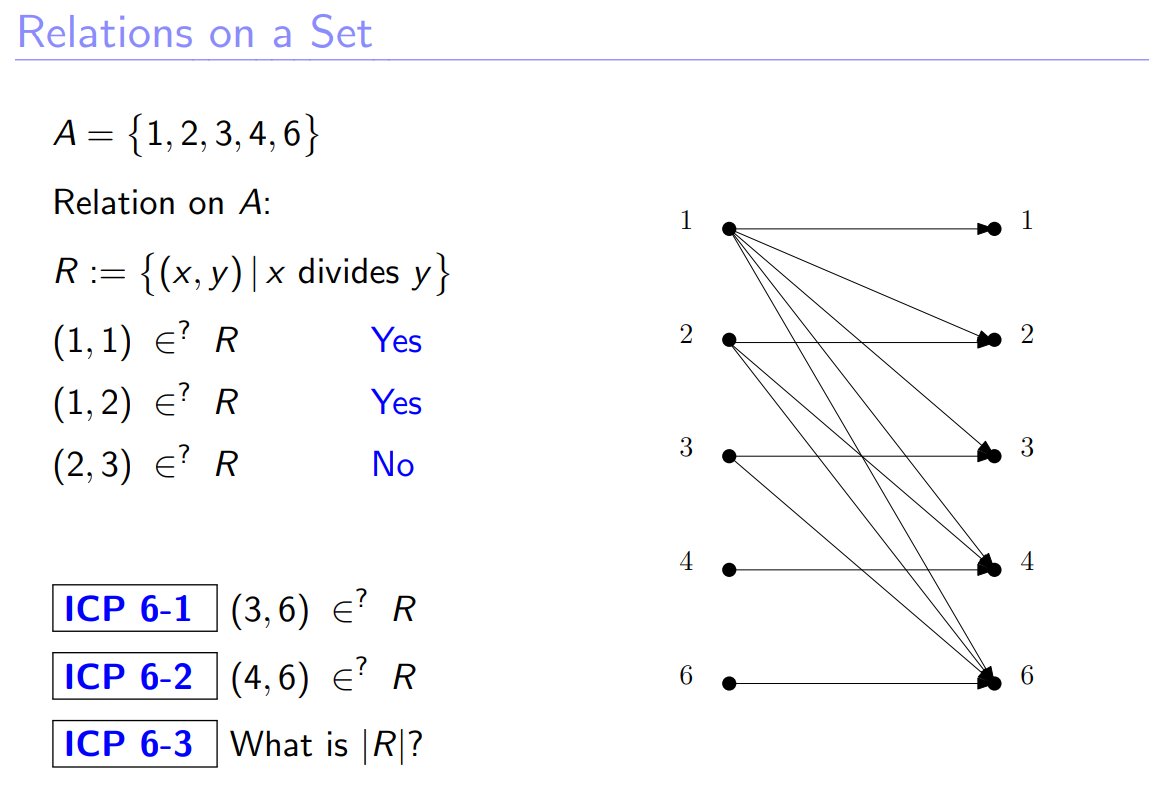 Relations on a Set
A = {1, 2, 3, 4, 6}
Relation on A:
R := {(x, y) | x divides y}
(1, 1) ∈? R Yes
(1, 2) ∈? R Yes
(2, 3) ∈? R No
ICP 6-1 (3, 6) ∈? R
ICP 6-2 (4, 6) ∈? R
ICP 6-3 What is |R|?
1 1
2 2
3 3
4 4
6 6